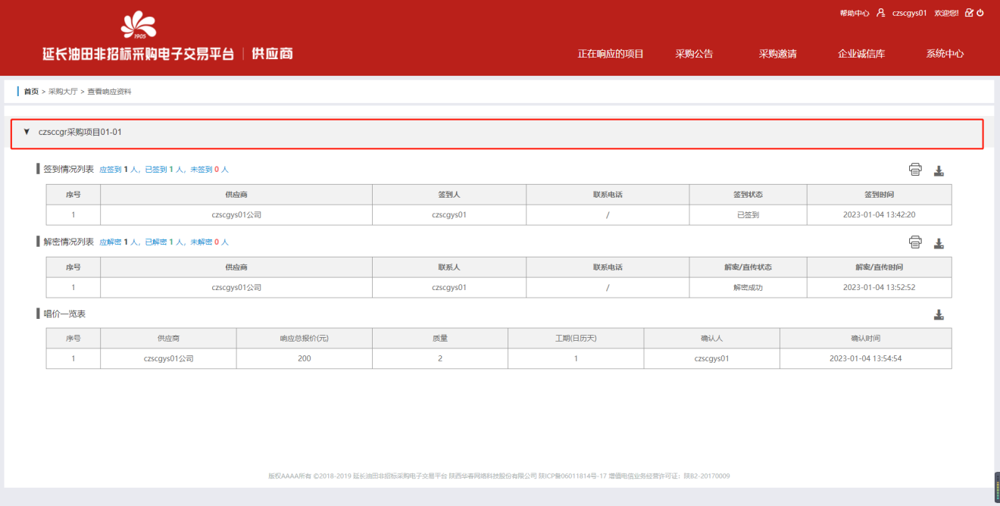 帮助中心 czscgys01 欢迎您!
1905
延长油田非招标采购电子交易平台 | 供应商
正在响应的项目 采购公告 采购邀请 企业诚信库 系统中心
首页 > 采购大厅 > 查看响应资料
czsccgr采购项目01-01
签到情况列表 应签到 1 人, 已签到 1 人, 未签到 0 人
序号 供应商 签到人 联系电话 签到状态 签到时间
1 czscgys01公司 czscgys01 / 已签到 2023-01-04 13:42:20
解密情况列表 应解密 1 人, 已解密 1 人, 未解密 0 人
序号 供应商 联系人 联系电话 解密/直传状态 解密/直传时间
1 czscgys01公司 czscgys01 / 解密成功 2023-01-04 13:52:52
唱价一览表
序号 供应商 响应总报价(元) 质量 工期(日历天) 确认人 确认时间
1 czscgys01公司 200 2 1 czscgys01 2023-01-04 13:54:54
版权AAAA所有 ©2018-2019 延长油田非招标采购电子交易平台 陕西华春网络科技股份有限公司 陕ICP备06011814号-17 增值电信业务经营许可证：陕B2-20170009